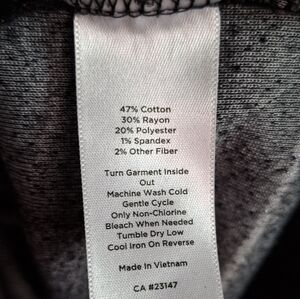 47% Cotton
30% Rayon
20% Polyester
1% Spandex
2% Other Fiber
Turn Garment Inside
Out
Machine Wash Cold
Gentle Cycle
Only Non-Chlorine
Bleach When Needed
Tumble Dry Low
Cool Iron On Reverse
Made In Vietnam
CA #23147